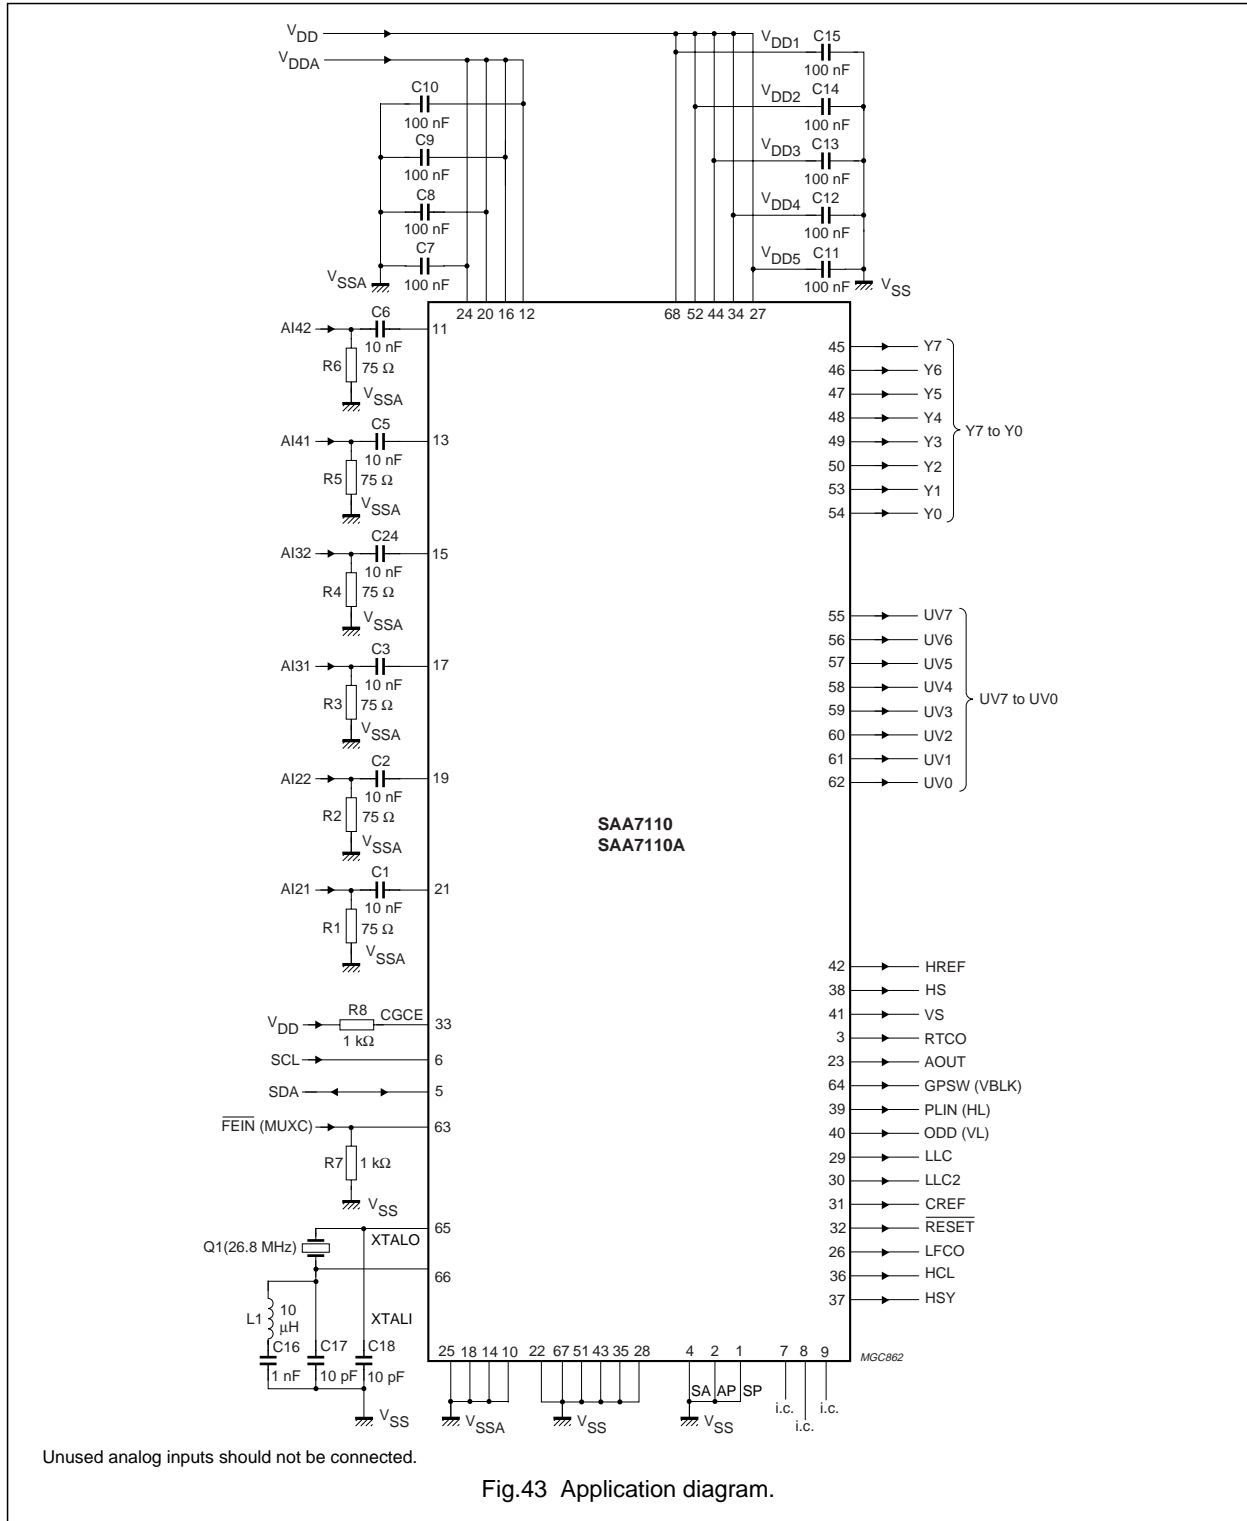 VDD
VDDA
C10
100 nF
C9
100 nF
C8
100 nF
C7
100 nF
VSSA
VDD1
C15
100 nF
VDD2
C14
100 nF
VDD3
C13
100 nF
VDD4
C12
100 nF
VDD5
C11
100 nF
VSS
24 20 16 12
68 52 44 34 27
AI42
C6
10 nF
11
R6
75 Ω
VSSA
AI41
C5
10 nF
13
R5
75 Ω
VSSA
AI32
C24
10 nF
15
R4
75 Ω
VSSA
AI31
C3
10 nF
17
R3
75 Ω
VSSA
AI22
C2
10 nF
19
R2
75 Ω
VSSA
AI21
C1
10 nF
21
R1
75 Ω
VSSA
VDD
R8
1 kΩ
CGCE
33
SCL
6
SDA
5
FEIN (MUXC)
63
R7
1 kΩ
VSS
65
XTALO
Q1(26.8 MHz)
66
XTALI
L1
10 μH
C16
1 nF
C17
10 pF
C18
10 pF
VSS
SAA7110
SAA7110A
45 Y7
46 Y6
47 Y5
48 Y4
49 Y3
50 Y2
53 Y1
54 Y0
Y7 to Y0
55 UV7
56 UV6
57 UV5
58 UV4
59 UV3
60 UV2
61 UV1
62 UV0
UV7 to UV0
42 HREF
38 HS
41 VS
3 RTCO
23 AOUT
64 GPSW (VBLK)
39 PLIN (HL)
40 ODD (VL)
29 LLC
30 LLC2
31 CREF
32 RESET
26 LFCO
36 HCL
37 HSY
25 18 14 10
VSSA
22 67 51 43 35 28
VSS
4 2 1
SA AP SP
VSS
7 8 9
i.c. i.c. i.c.
MGC862
Unused analog inputs should not be connected.
Fig.43 Application diagram.